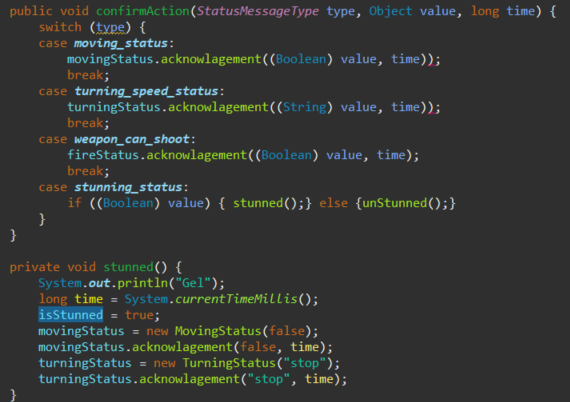 public void confirmAction(StatusMessageType type, Object value, long time) {
switch (type) {
case moving_status:
movingStatus.acknowlagement((Boolean) value, time));
break;
case turning_speed_status:
turningStatus.acknowlagement((String) value, time));
break;
case weapon_can_shoot:
fireStatus.acknowlagement((Boolean) value, time);
break;
case stunning_status:
if ((Boolean) value) { stunned();} else {unStunned();}
}
}
private void stunned() {
System.out.println("Gel");
long time = System.currentTimeMillis();
isStunned = true;
movingStatus = new MovingStatus(false);
movingStatus.acknowlagement(false, time);
turningStatus = new TurningStatus("stop");
turningStatus.acknowlagement("stop", time);
}